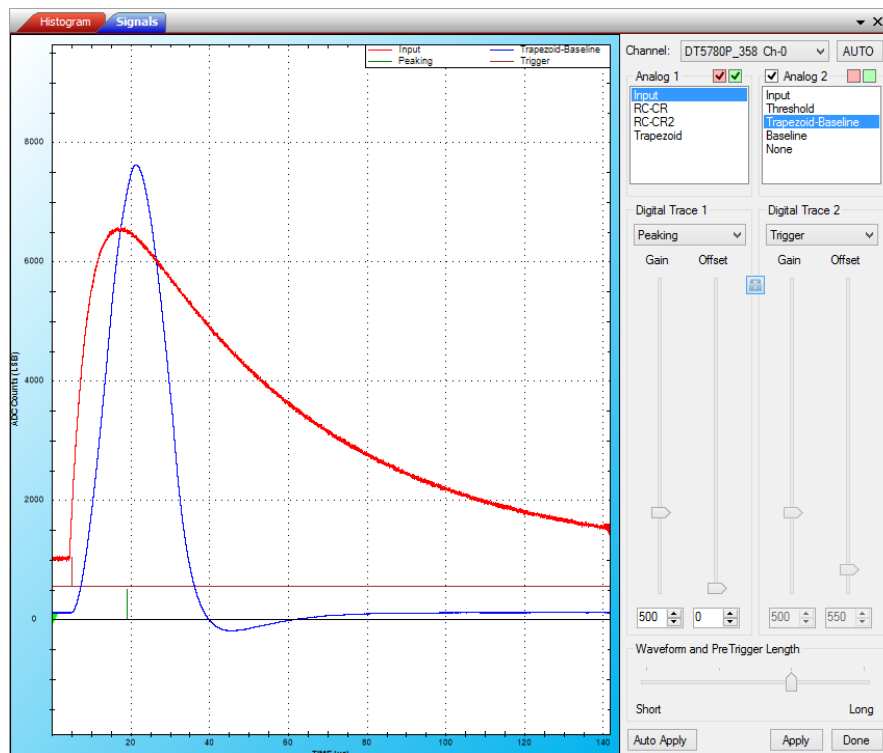 Histogram Signals
Input Trapezoid-Baseline
Peaking Trigger
8000
6000
4000
2000
0
ADC Counts (LSB)
20 40 60 80 100 120 140
TIME (us)
Channel: DT5780P_358 Ch-0 AUTO
Analog 1
Input
RC-CR
RC-CR2
Trapezoid
Analog 2
Input
Threshold
Trapezoid-Baseline
Baseline
None
Digital Trace 1
Peaking
Gain Offset
500 0
Digital Trace 2
Trigger
Gain Offset
500 550
Waveform and PreTrigger Length
Short Long
Auto Apply Apply Done